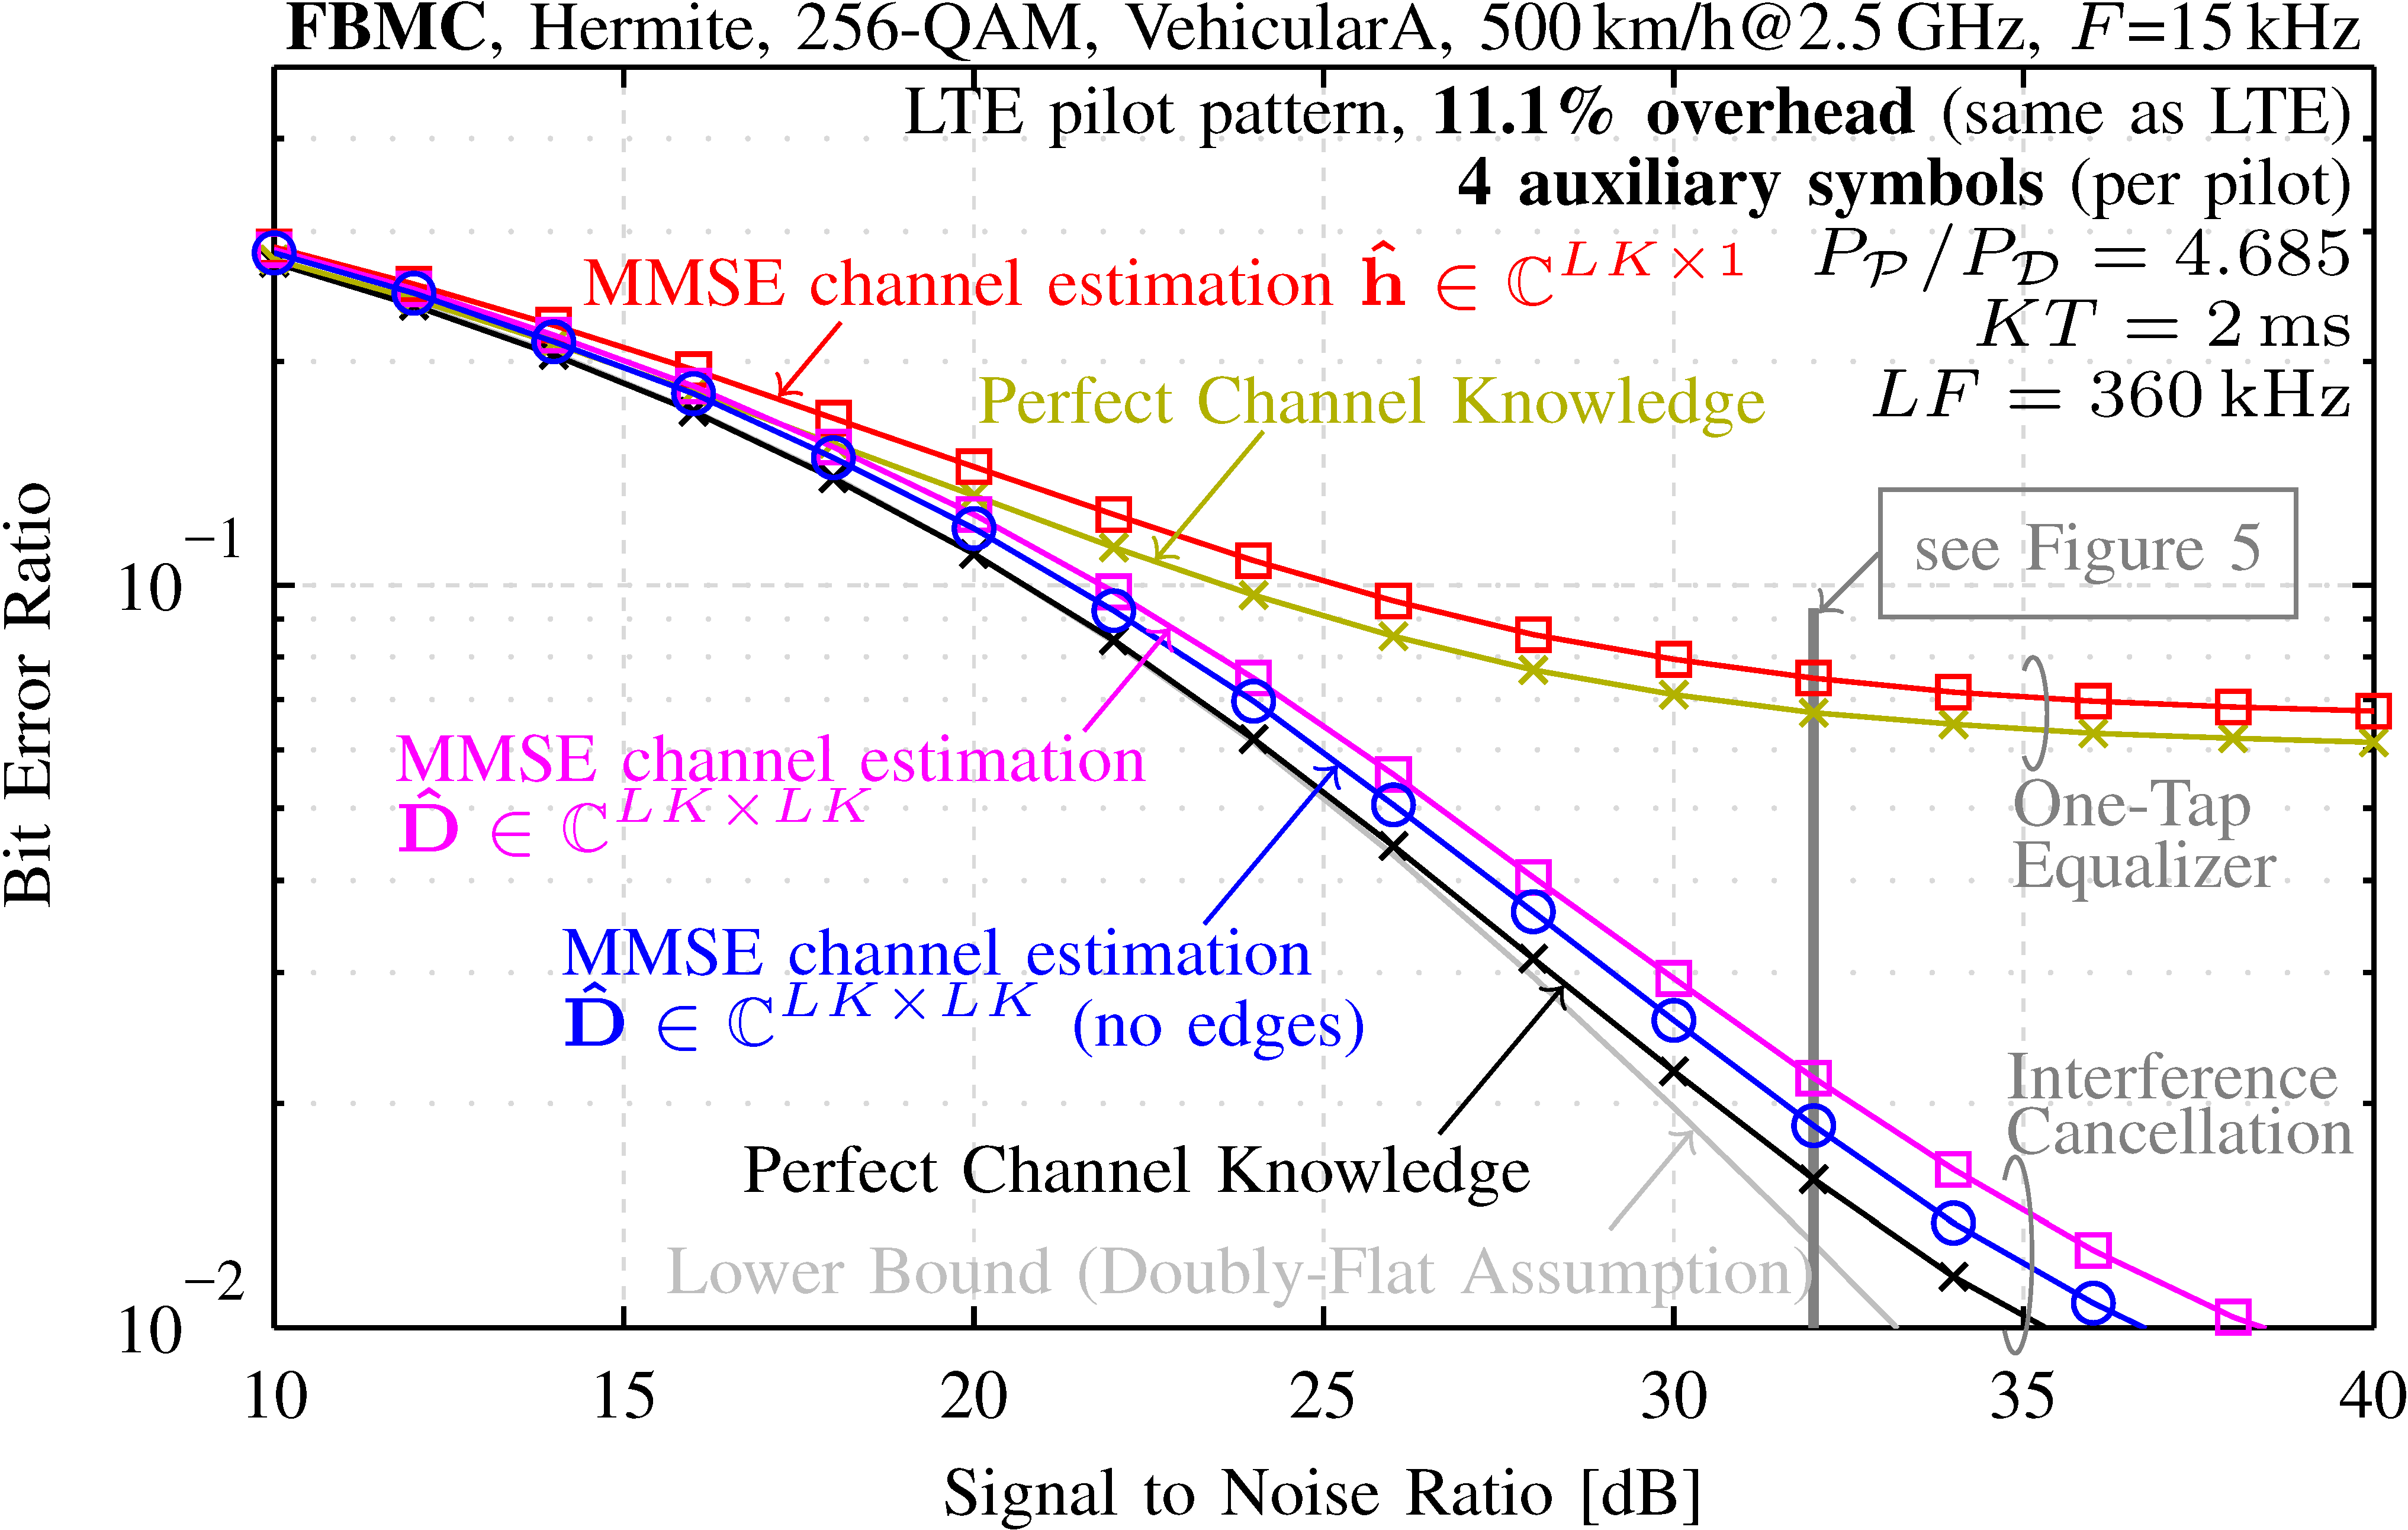 FBMC, Hermite, 256-QAM, VehicularA, 500 km/h@2.5 GHz, F=15 kHz
LTE pilot pattern, 11.1% overhead (same as LTE)
4 auxiliary symbols (per pilot)
P_𝒫/P_𝒟 = 4.685
KT = 2 ms
LF = 360 kHz
MMSE channel estimation ĥ ∈ ℂ^{LK×1}
Perfect Channel Knowledge
see Figure 5
MMSE channel estimation
D̂ ∈ ℂ^{LK×LK}
One-Tap
Equalizer
MMSE channel estimation
D̂ ∈ ℂ^{LK×LK} (no edges)
Interference
Cancellation
Perfect Channel Knowledge
Lower Bound (Doubly-Flat Assumption)
Bit Error Ratio
10^{−1}
10^{−2}
10 15 20 25 30 35 40
Signal to Noise Ratio [dB]